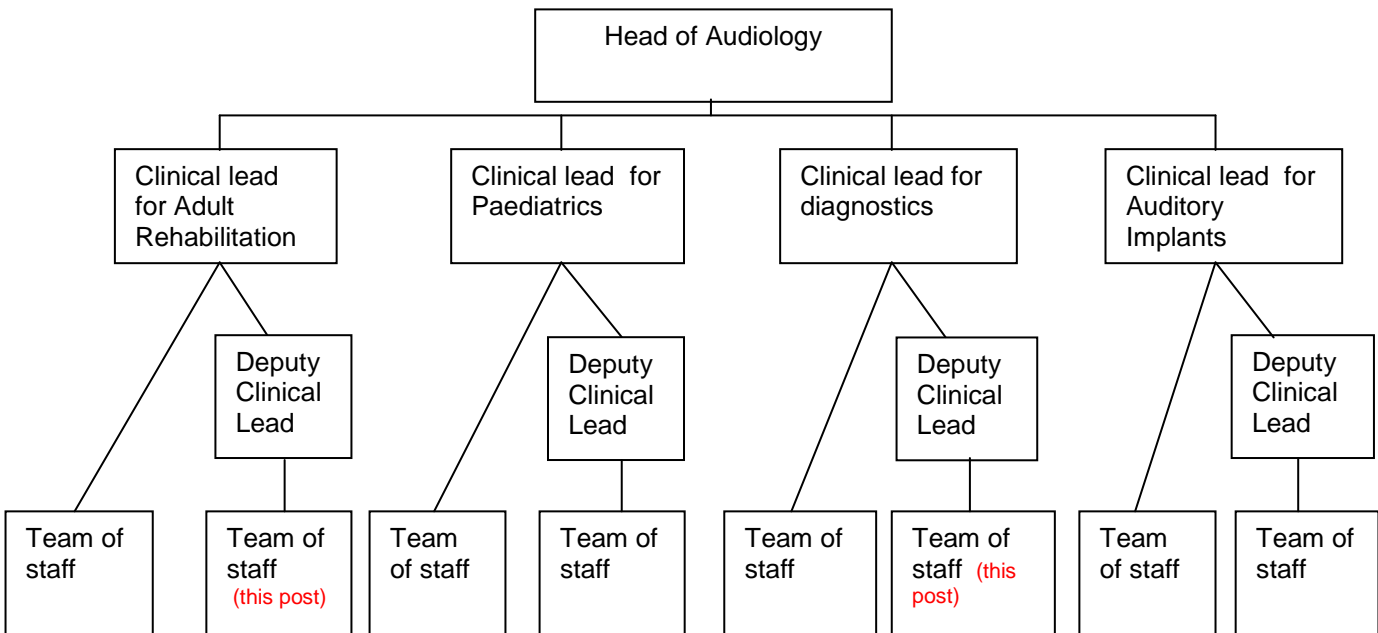 Head of Audiology
Clinical lead
for Adult
Rehabilitation
Clinical lead for
Paediatrics
Clinical lead for
diagnostics
Clinical lead for
Auditory
Implants
Deputy
Clinical
Lead
Deputy
Clinical
Lead
Deputy
Clinical
Lead
Deputy
Clinical
Lead
Team of
staff
Team of
staff
(this post)
Team
of staff
Team of
staff
Team of
staff
Team of
staff (this
post)
Team
of staff
Team of
staff